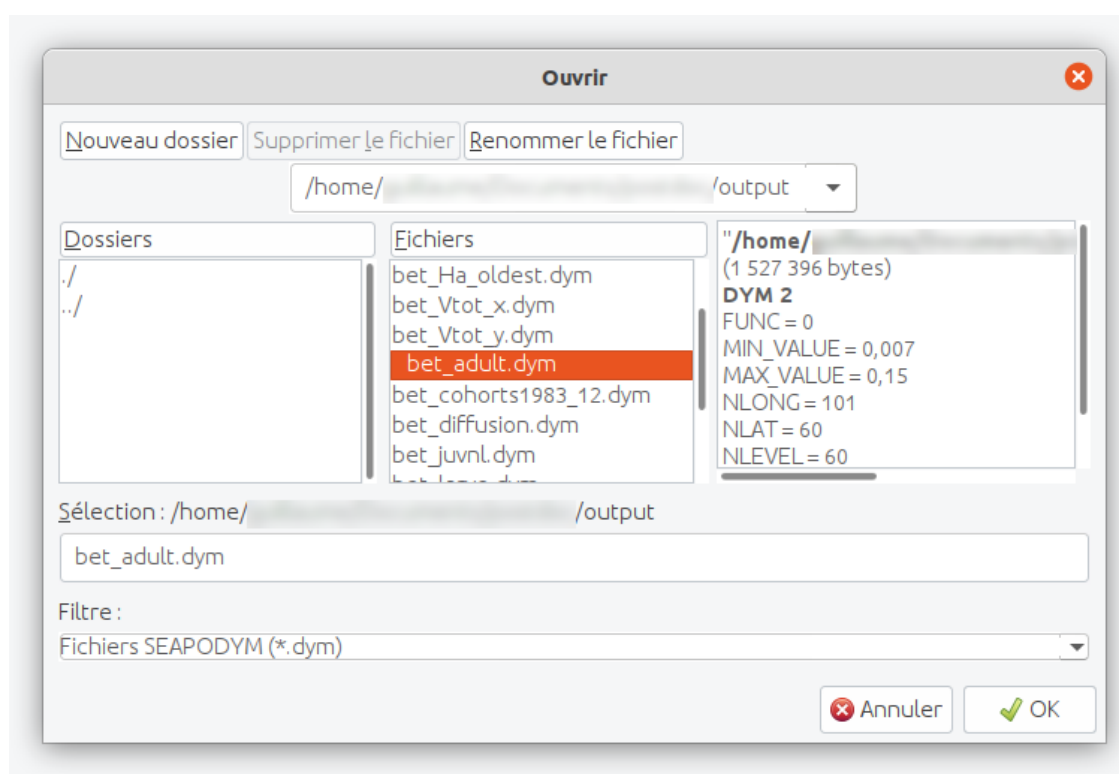 Ouvrir
Nouveau dossier Supprimer le fichier Renommer le fichier
/home/ /output
Dossiers
./
../
Fichiers
bet_Ha_oldest.dym
bet_Vtot_x.dym
bet_Vtot_y.dym
bet_adult.dym
bet_cohorts1983_12.dym
bet_diffusion.dym
bet_juvnl.dym
"/home/
(1 527 396 bytes)
DYM 2
FUNC = 0
MIN_VALUE = 0,007
MAX_VALUE = 0,15
NLONG = 101
NLAT = 60
NLEVEL = 60
Sélection : /home/ /output
bet_adult.dym
Filtre :
Fichiers SEAPODYM (*.dym)
Annuler OK